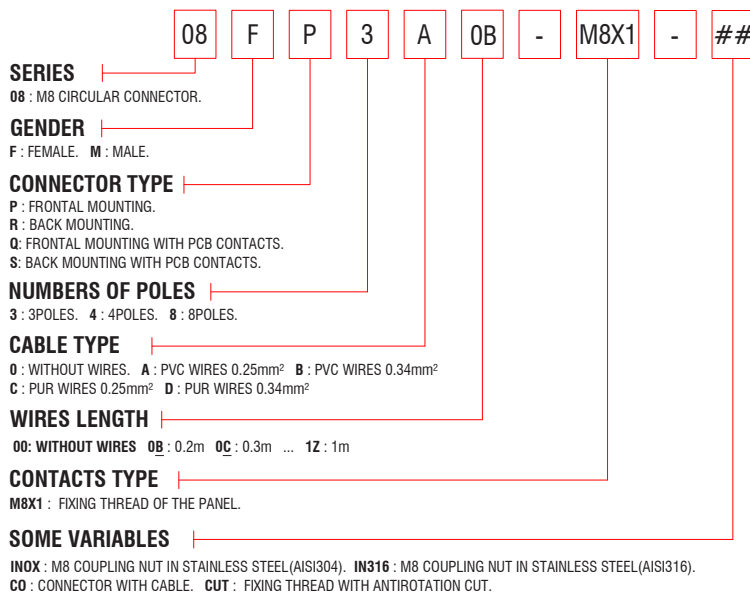 08 F P 3 A 0B - M8X1 - ##
SERIES
08 : M8 CIRCULAR CONNECTOR.
GENDER
F : FEMALE. M : MALE.
CONNECTOR TYPE
P : FRONTAL MOUNTING.
R : BACK MOUNTING.
Q: FRONTAL MOUNTING WITH PCB CONTACTS.
S: BACK MOUNTING WITH PCB CONTACTS.
NUMBERS OF POLES
3 : 3POLES. 4 : 4POLES. 8 : 8POLES.
CABLE TYPE
0 : WITHOUT WIRES. A : PVC WIRES 0.25mm² B : PVC WIRES 0.34mm²
C : PUR WIRES 0.25mm² D : PUR WIRES 0.34mm²
WIRES LENGTH
00: WITHOUT WIRES 0B : 0.2m 0C : 0.3m ... 1Z : 1m
CONTACTS TYPE
M8X1 : FIXING THREAD OF THE PANEL.
SOME VARIABLES
INOX : M8 COUPLING NUT IN STAINLESS STEEL(AISI304). IN316 : M8 COUPLING NUT IN STAINLESS STEEL(AISI316).
CO : CONNECTOR WITH CABLE. CUT : FIXING THREAD WITH ANTIROTATION CUT.